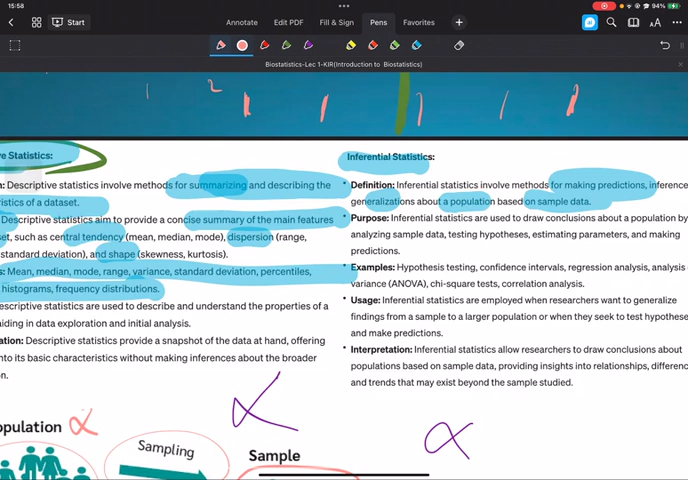 15:58
94%
Start
Annotate Edit PDF Fill & Sign Pens Favorites
AA
Biostatistics-Lec 1-KIR(Introduction to Biostatistics)
1 2
ve Statistics:
n: Descriptive statistics involve methods for summarizing and describing the
ristics of a dataset.
Descriptive statistics aim to provide a concise summary of the main features
set, such as central tendency (mean, median, mode), dispersion (range,
standard deviation), and shape (skewness, kurtosis).
s: Mean, median, mode, range, variance, standard deviation, percentiles,
histograms, frequency distributions.
escriptive statistics are used to describe and understand the properties of a
aiding in data exploration and initial analysis.
ation: Descriptive statistics provide a snapshot of the data at hand, offering
nto its basic characteristics without making inferences about the broader
on.
Inferential Statistics:
• Definition: Inferential statistics involve methods for making predictions, inference
generalizations about a population based on sample data.
• Purpose: Inferential statistics are used to draw conclusions about a population by
analyzing sample data, testing hypotheses, estimating parameters, and making
predictions.
• Examples: Hypothesis testing, confidence intervals, regression analysis, analysis
variance (ANOVA), chi-square tests, correlation analysis.
• Usage: Inferential statistics are employed when researchers want to generalize
findings from a sample to a larger population or when they seek to test hypothese
and make predictions.
• Interpretation: Inferential statistics allow researchers to draw conclusions about
populations based on sample data, providing insights into relationships, difference
and trends that may exist beyond the sample studied.
opulation α
α
α
Sampling
Sample